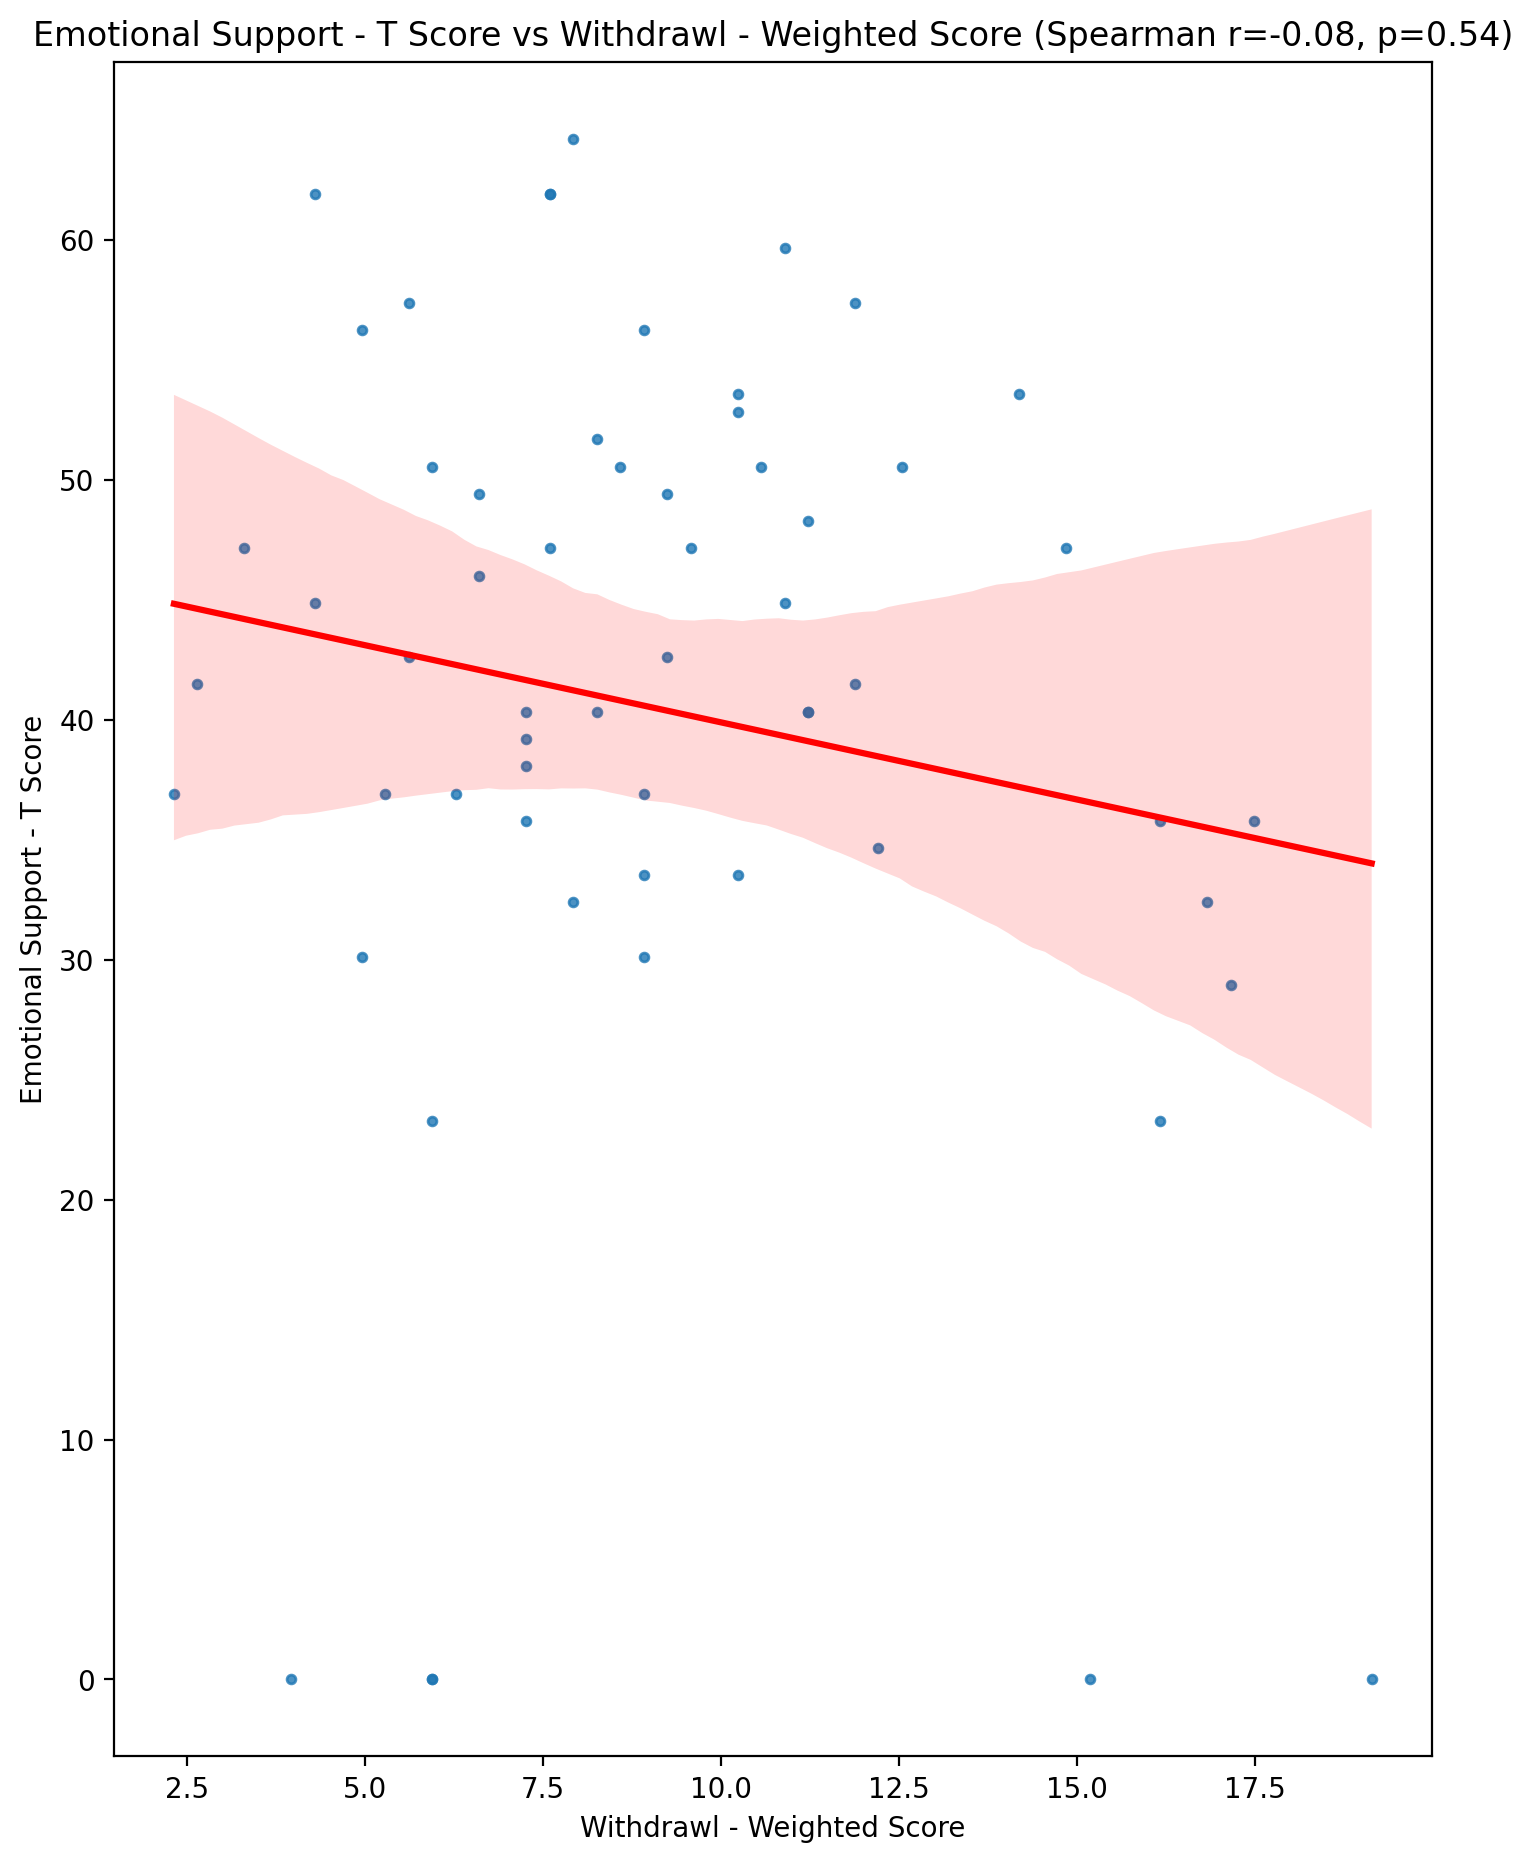 Emotional Support - T Score vs Withdrawl - Weighted Score (Spearman r=-0.08, p=0.54)
60
50
40
30
20
10
0
Emotional Support - T Score
2.5 5.0 7.5 10.0 12.5 15.0 17.5
Withdrawl - Weighted Score